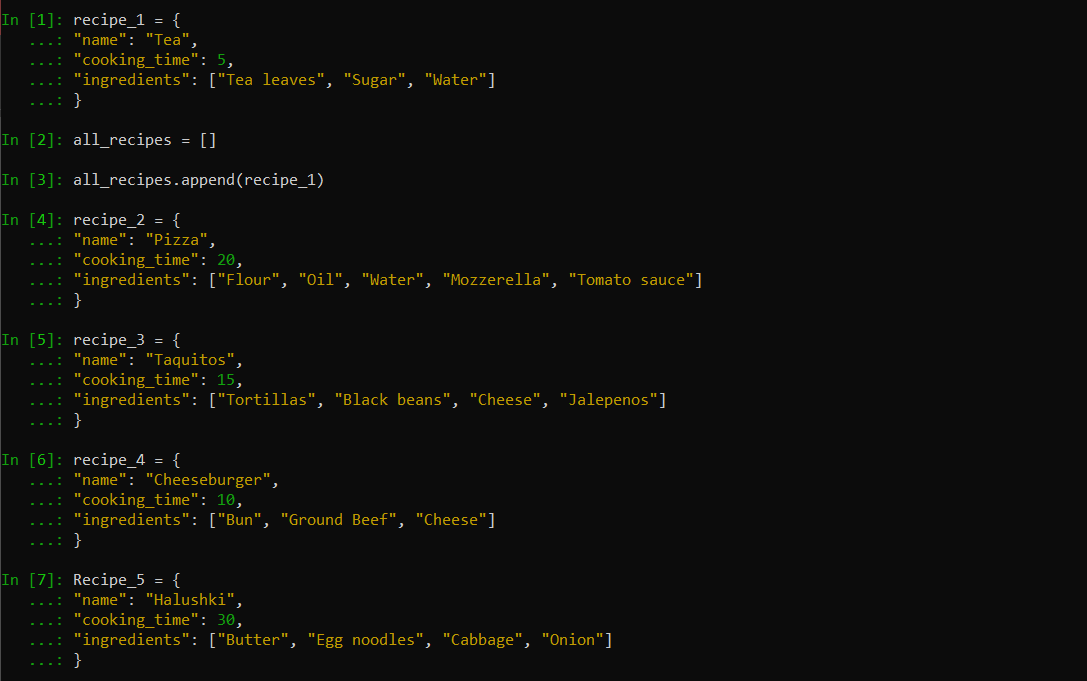 In [1]: recipe_1 = {
   ...: "name": "Tea",
   ...: "cooking_time": 5,
   ...: "ingredients": ["Tea leaves", "Sugar", "Water"]
   ...: }
In [2]: all_recipes = []
In [3]: all_recipes.append(recipe_1)
In [4]: recipe_2 = {
   ...: "name": "Pizza",
   ...: "cooking_time": 20,
   ...: "ingredients": ["Flour", "Oil", "Water", "Mozzerella", "Tomato sauce"]
   ...: }
In [5]: recipe_3 = {
   ...: "name": "Taquitos",
   ...: "cooking_time": 15,
   ...: "ingredients": ["Tortillas", "Black beans", "Cheese", "Jalepenos"]
   ...: }
In [6]: recipe_4 = {
   ...: "name": "Cheeseburger",
   ...: "cooking_time": 10,
   ...: "ingredients": ["Bun", "Ground Beef", "Cheese"]
   ...: }
In [7]: Recipe_5 = {
   ...: "name": "Halushki",
   ...: "cooking_time": 30,
   ...: "ingredients": ["Butter", "Egg noodles", "Cabbage", "Onion"]
   ...: }